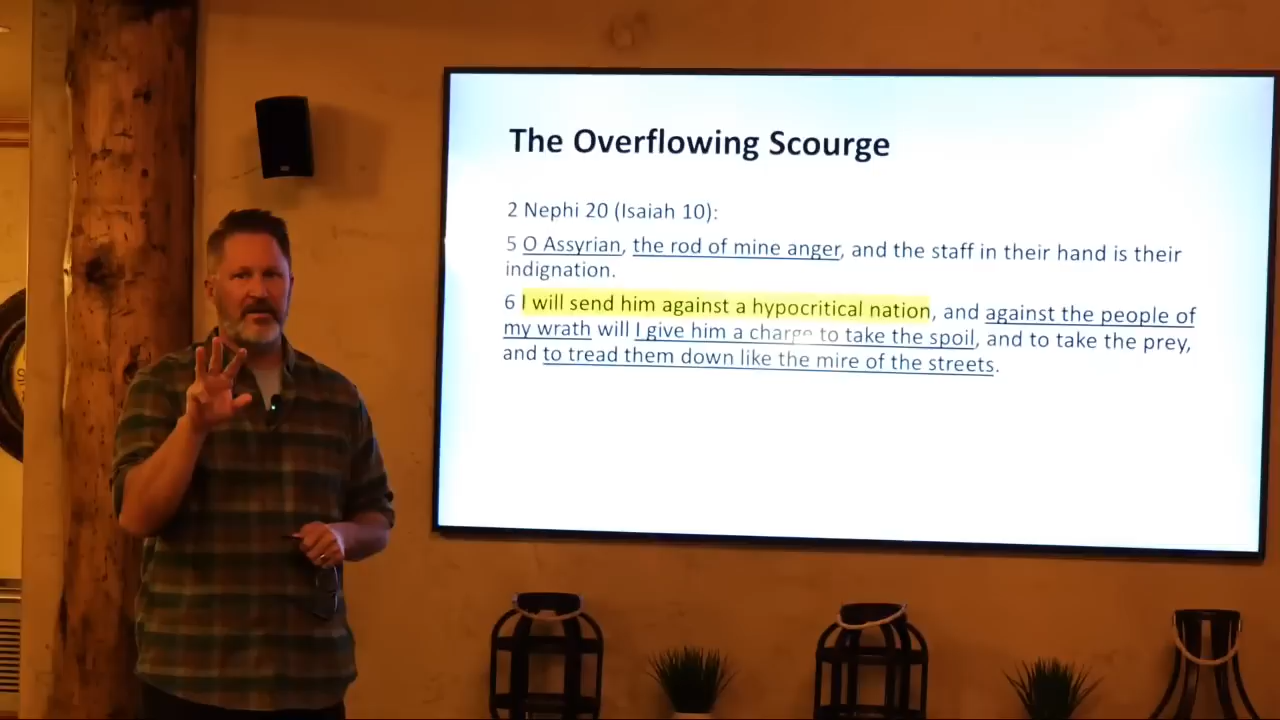 The Overflowing Scourge
2 Nephi 20 (Isaiah 10):
5 O Assyrian, the rod of mine anger, and the staff in their hand is their
indignation.
6 I will send him against a hypocritical nation, and against the people of
my wrath will I give him a charge to take the spoil, and to take the prey,
and to tread them down like the mire of the streets.